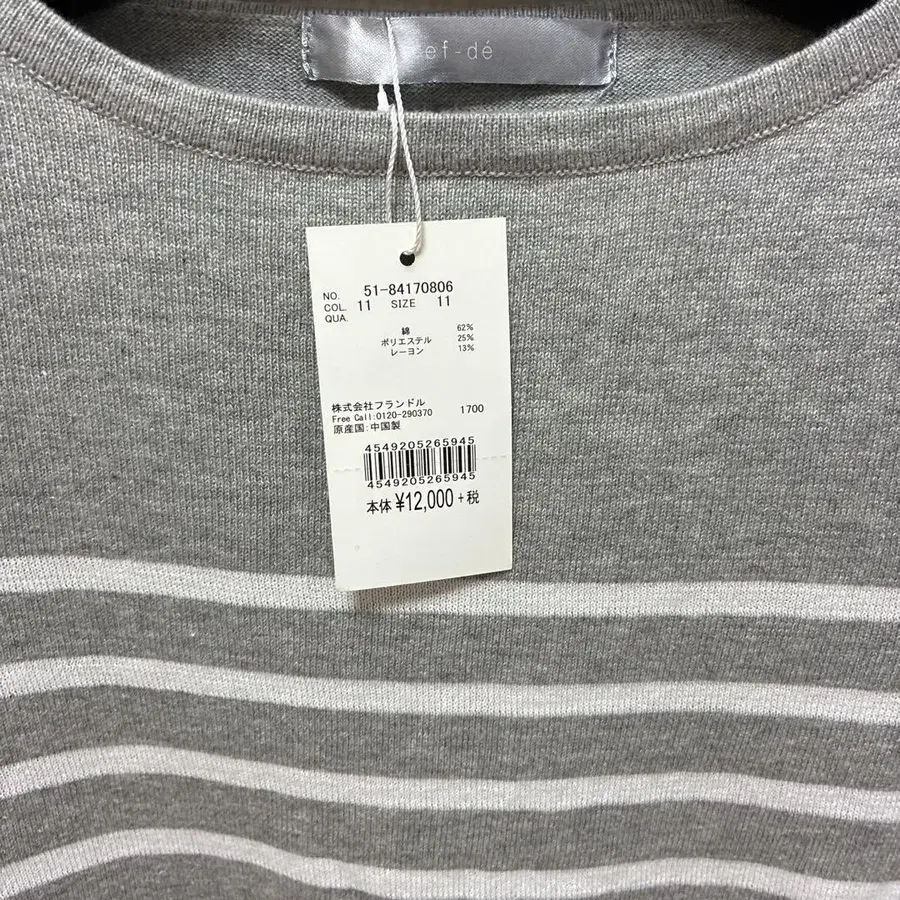 ef-dé
NO. 51-84170806
COL. 11 SIZE 11
QUA.
綿 62%
ポリエステル 25%
レーヨン 13%
株式会社フランドル
Free Call:0120-290370 1700
原産国:中国製
4549205265945
4549205265945
本体 ¥12,000 +税